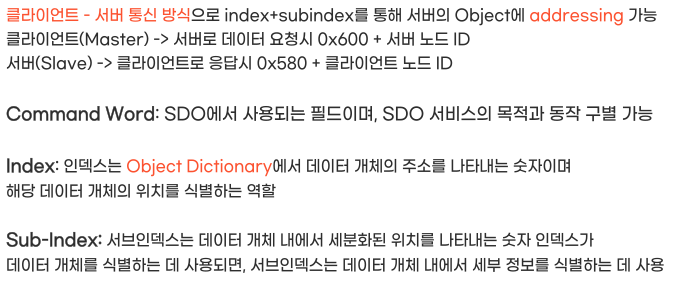 클라이언트 - 서버 통신 방식으로 index+subindex를 통해 서버의 Object에 addressing 가능
클라이언트(Master) -> 서버로 데이터 요청시 0x600 + 서버 노드 ID
서버(Slave) -> 클라이언트로 응답시 0x580 + 클라이언트 노드 ID
Command Word: SDO에서 사용되는 필드이며, SDO 서비스의 목적과 동작 구별 가능
Index: 인덱스는 Object Dictionary에서 데이터 개체의 주소를 나타내는 숫자이며
해당 데이터 개체의 위치를 식별하는 역할
Sub-Index: 서브인덱스는 데이터 개체 내에서 세분화된 위치를 나타내는 숫자 인덱스가
데이터 개체를 식별하는 데 사용되면, 서브인덱스는 데이터 개체 내에서 세부 정보를 식별하는 데 사용